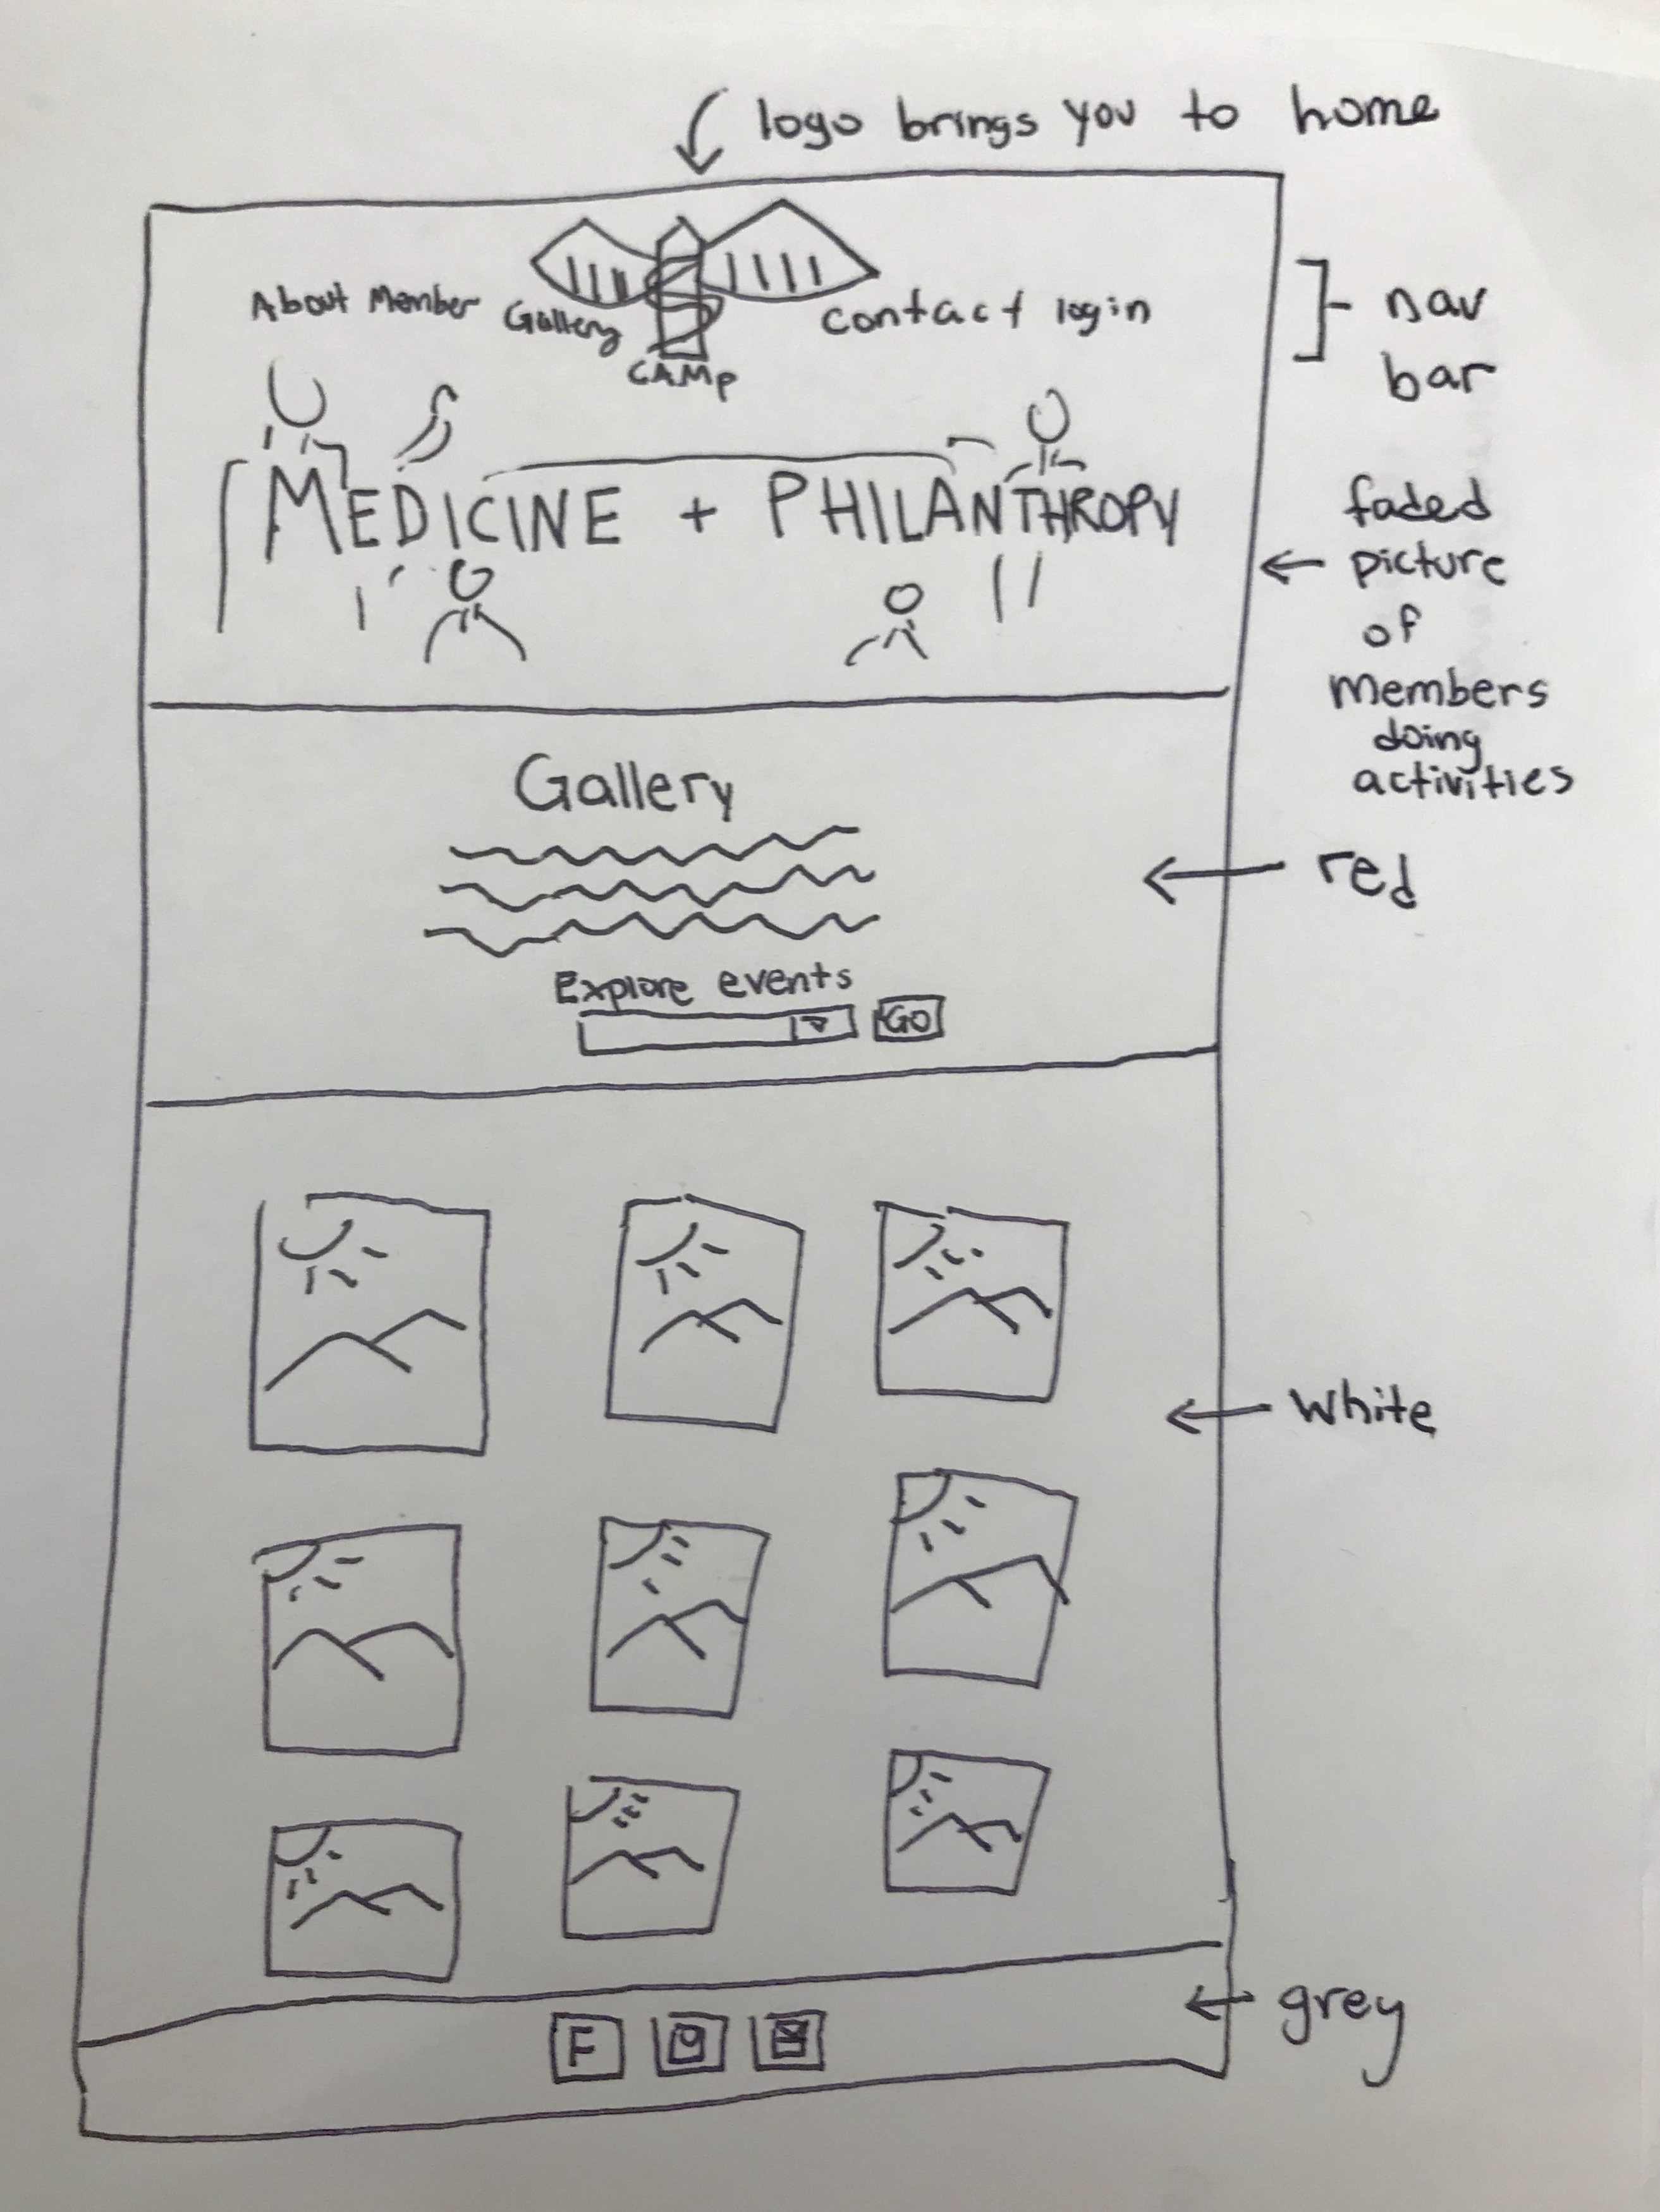 logo brings you to home
About Member Gallery Contact login
CAMP
nav
bar
MEDICINE + PHILANTHROPY
faded
picture
of
members
doing
activities
Gallery
red
Explore events
GO
White
grey
F